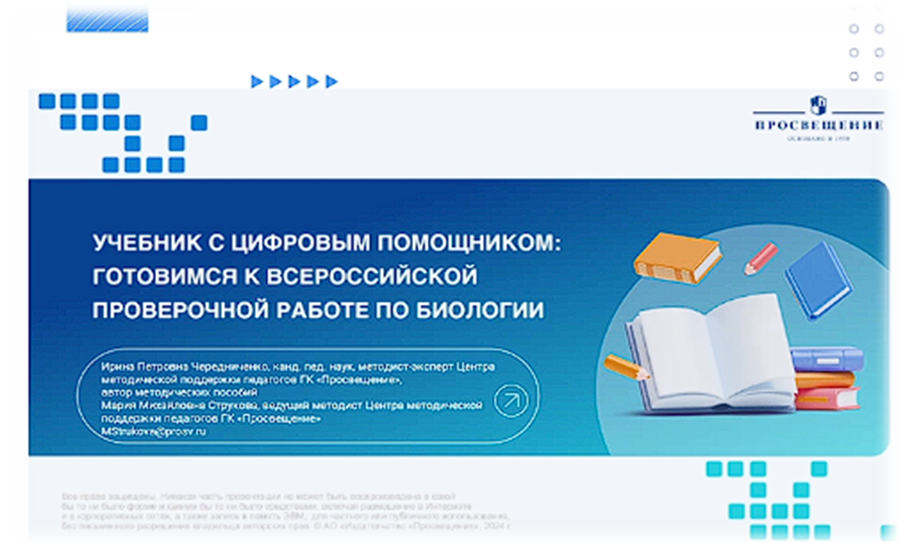 ПРОСВЕЩЕНИЕ
ОСНОВАНО В 1930
УЧЕБНИК С ЦИФРОВЫМ ПОМОЩНИКОМ:
ГОТОВИМСЯ К ВСЕРОССИЙСКОЙ
ПРОВЕРОЧНОЙ РАБОТЕ ПО БИОЛОГИИ
Ирина Петровна Чередниченко, канд. пед. наук, методист-эксперт Центра
методической поддержки педагогов ГК «Просвещение»,
автор методических пособий
Мария Михайловна Струкова, ведущий методист Центра методической
поддержки педагогов ГК «Просвещение»
MStrukova@prosv.ru
Все права защищены. Никакая часть презентации не может быть воспроизведена в какой
бы то ни было форме и какими бы то ни было средствами, включая размещение в Интернете
и в корпоративных сетях, а также запись в память ЭВМ, для частного или публичного использования,
без письменного разрешения владельца авторских прав. © АО «Издательство «Просвещение», 2024 г.